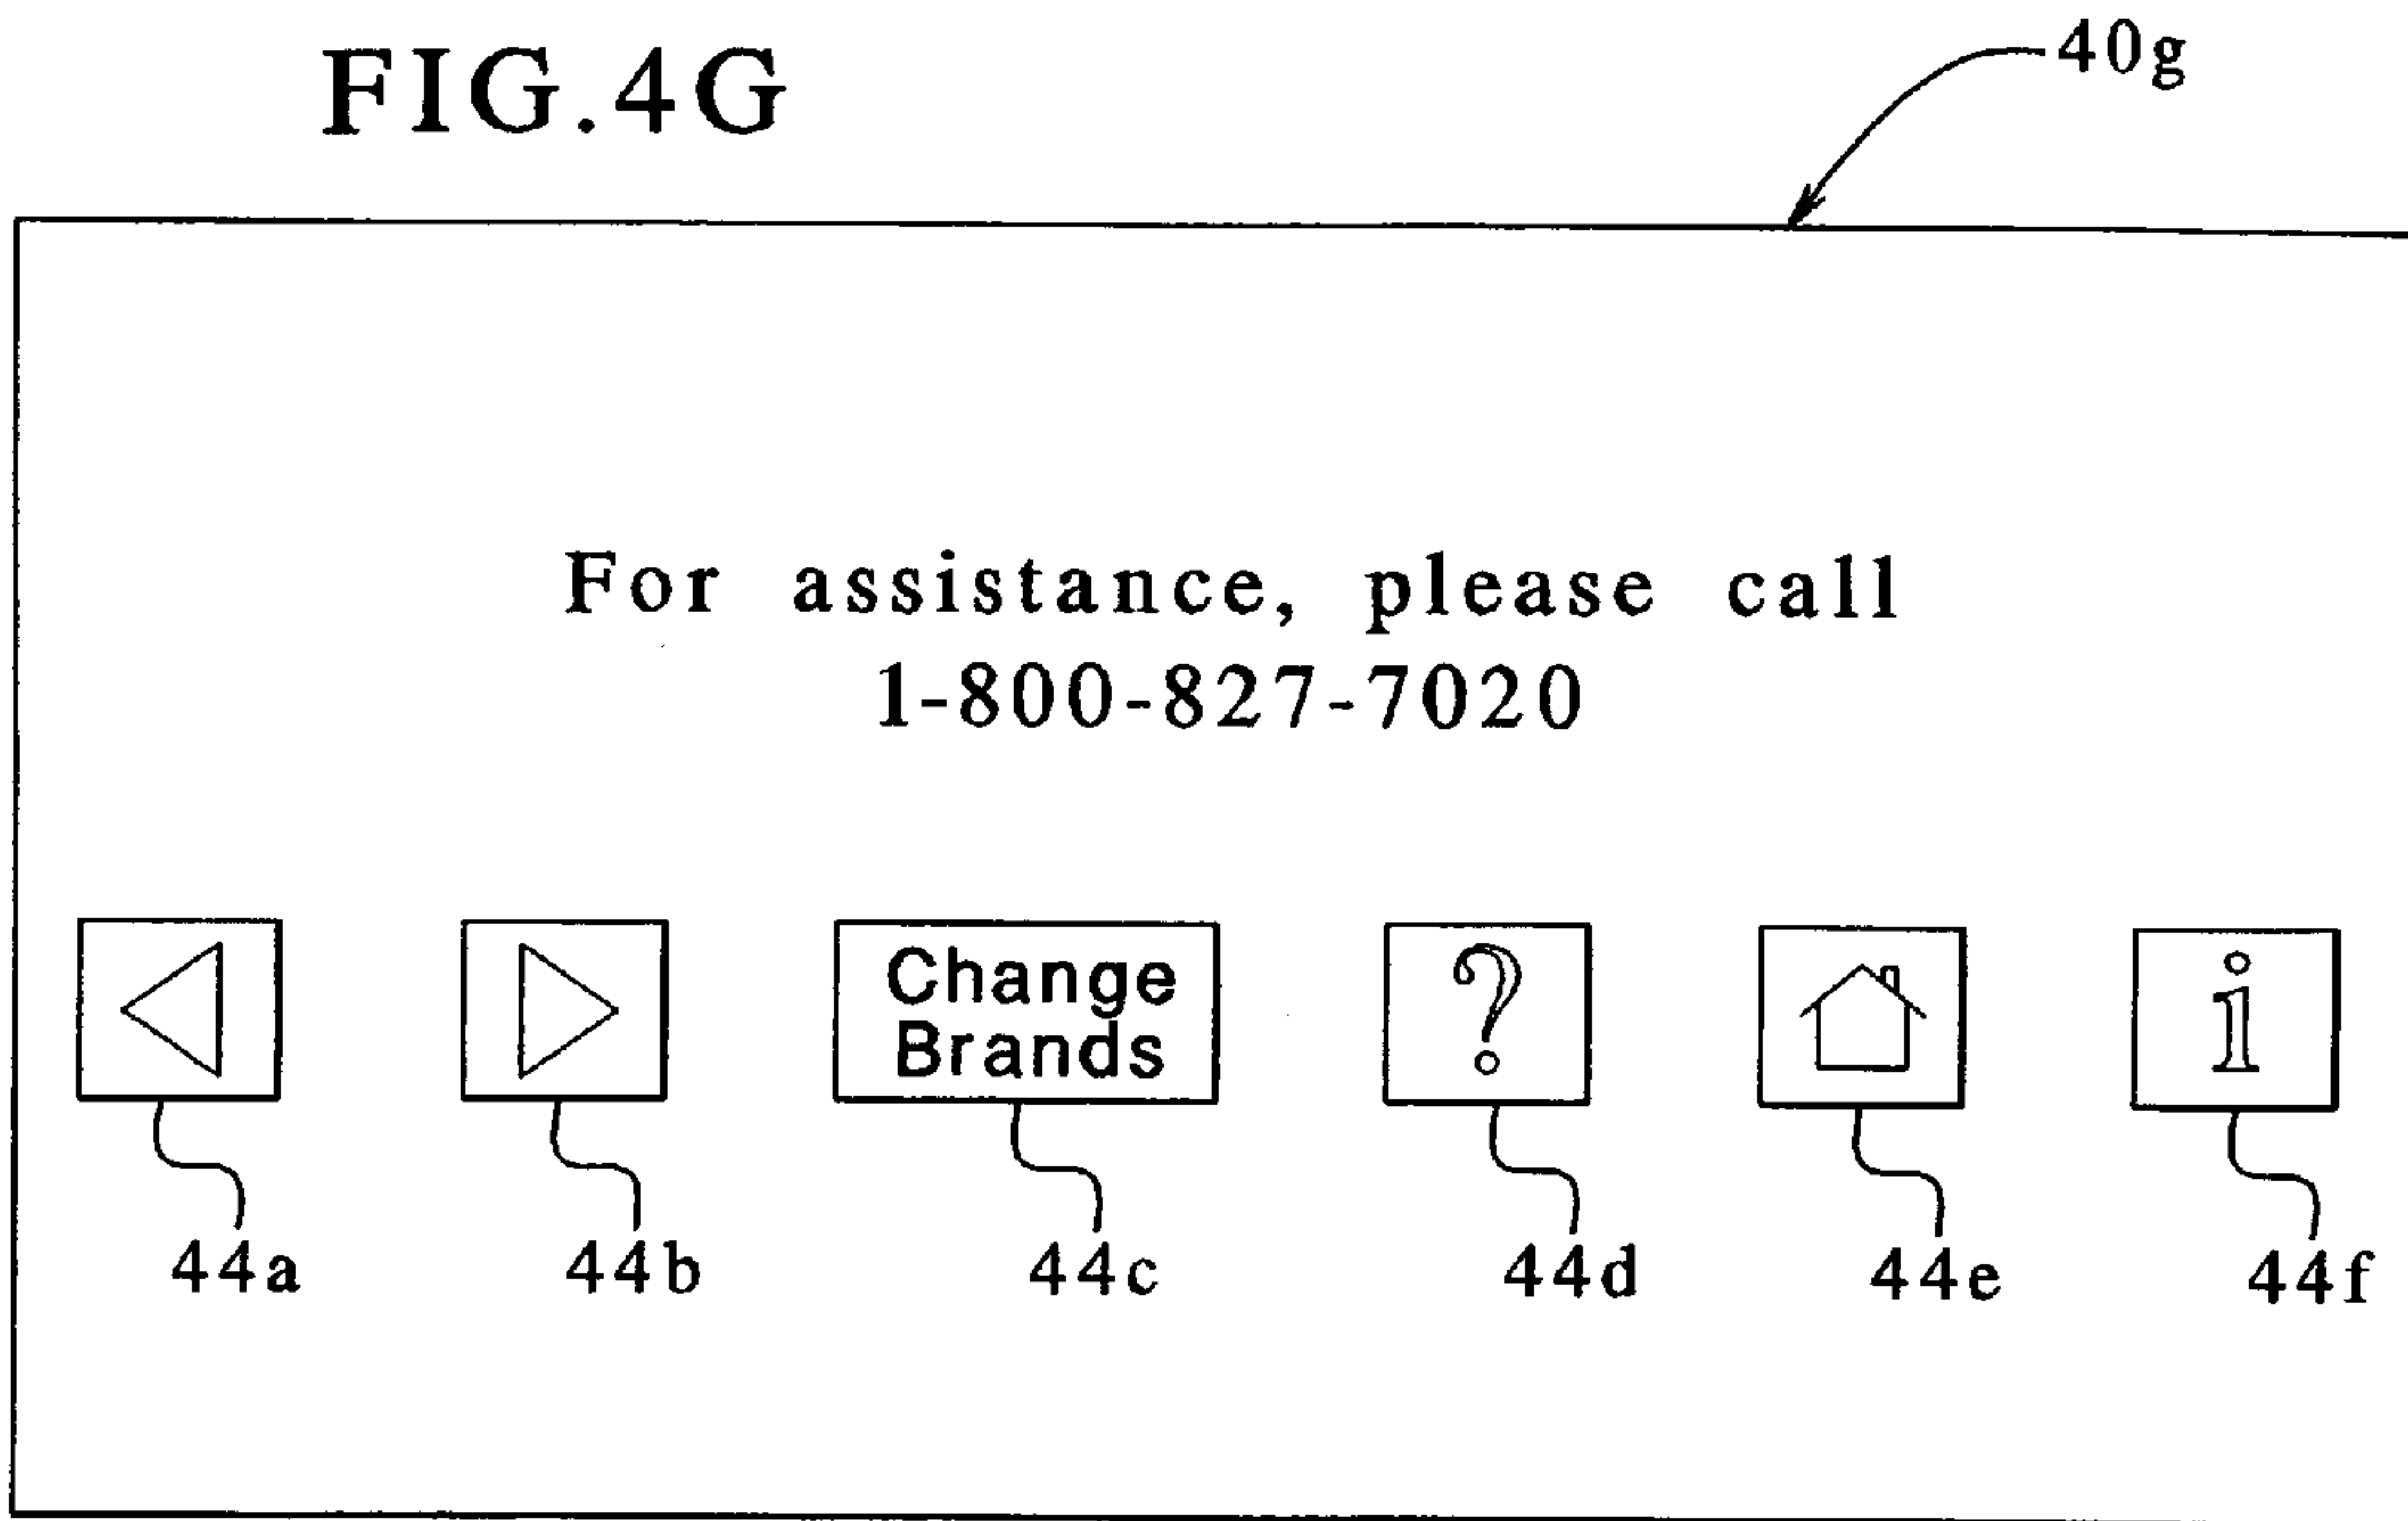 FIG.4G
40g
For assistance, please call
1-800-827-7020
Change
Brands
?
i
44a 44b 44c 44d 44e 44f